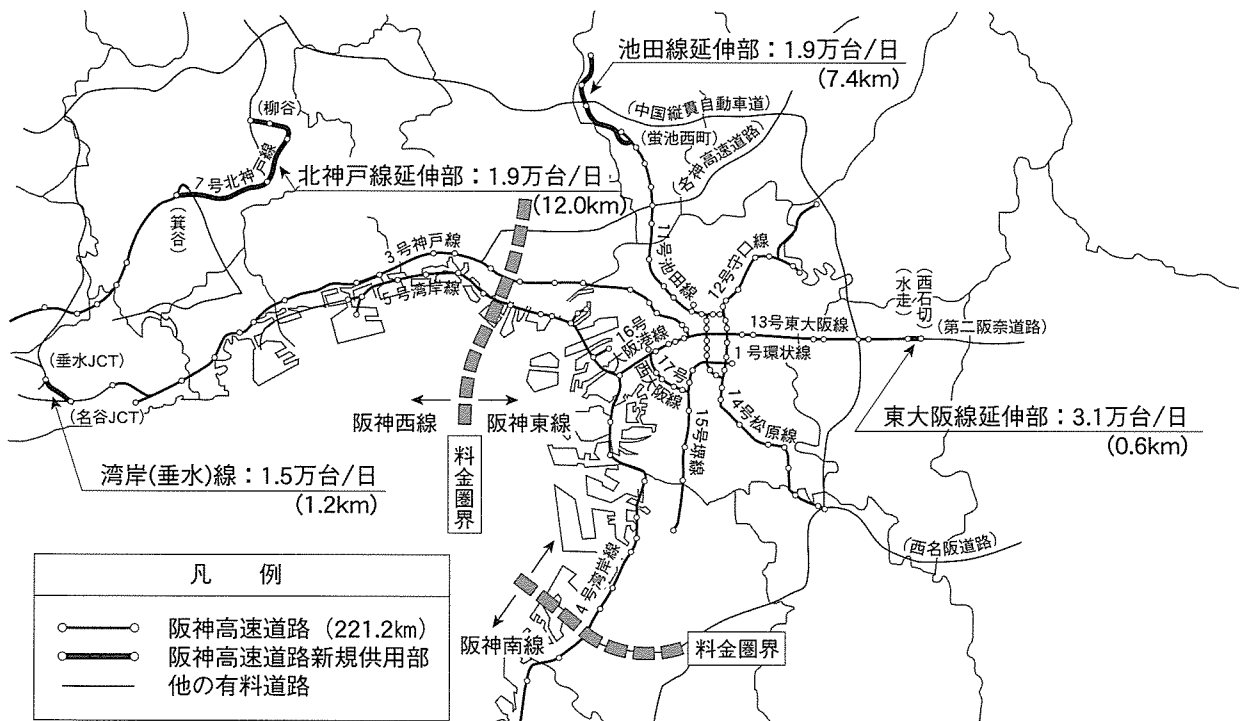 池田線延伸部：1.9万台/日
(7.4km)
(中国縦貫自動車道)
(柳谷)
(蛍池西町)
名神高速道路
7号北神戸線
北神戸線延伸部：1.9万台/日
(12.0km)
(箕谷)
3号神戸線
5号湾岸線
11号池田線
12号守口線
(西石切)
(水走)
13号東大阪線
(第二阪奈道路)
16号
大阪港線
1号環状線
17号
西大阪線
(垂水JCT)
(名谷JCT)
阪神西線
阪神東線
14号松原線
15号堺線
東大阪線延伸部：3.1万台/日
(0.6km)
料金圏界
湾岸(垂水)線：1.5万台/日
(1.2km)
(西名阪道路)
4号湾岸線
阪神南線
料金圏界
凡　例
阪神高速道路（221.2km）
阪神高速道路新規供用部
他の有料道路